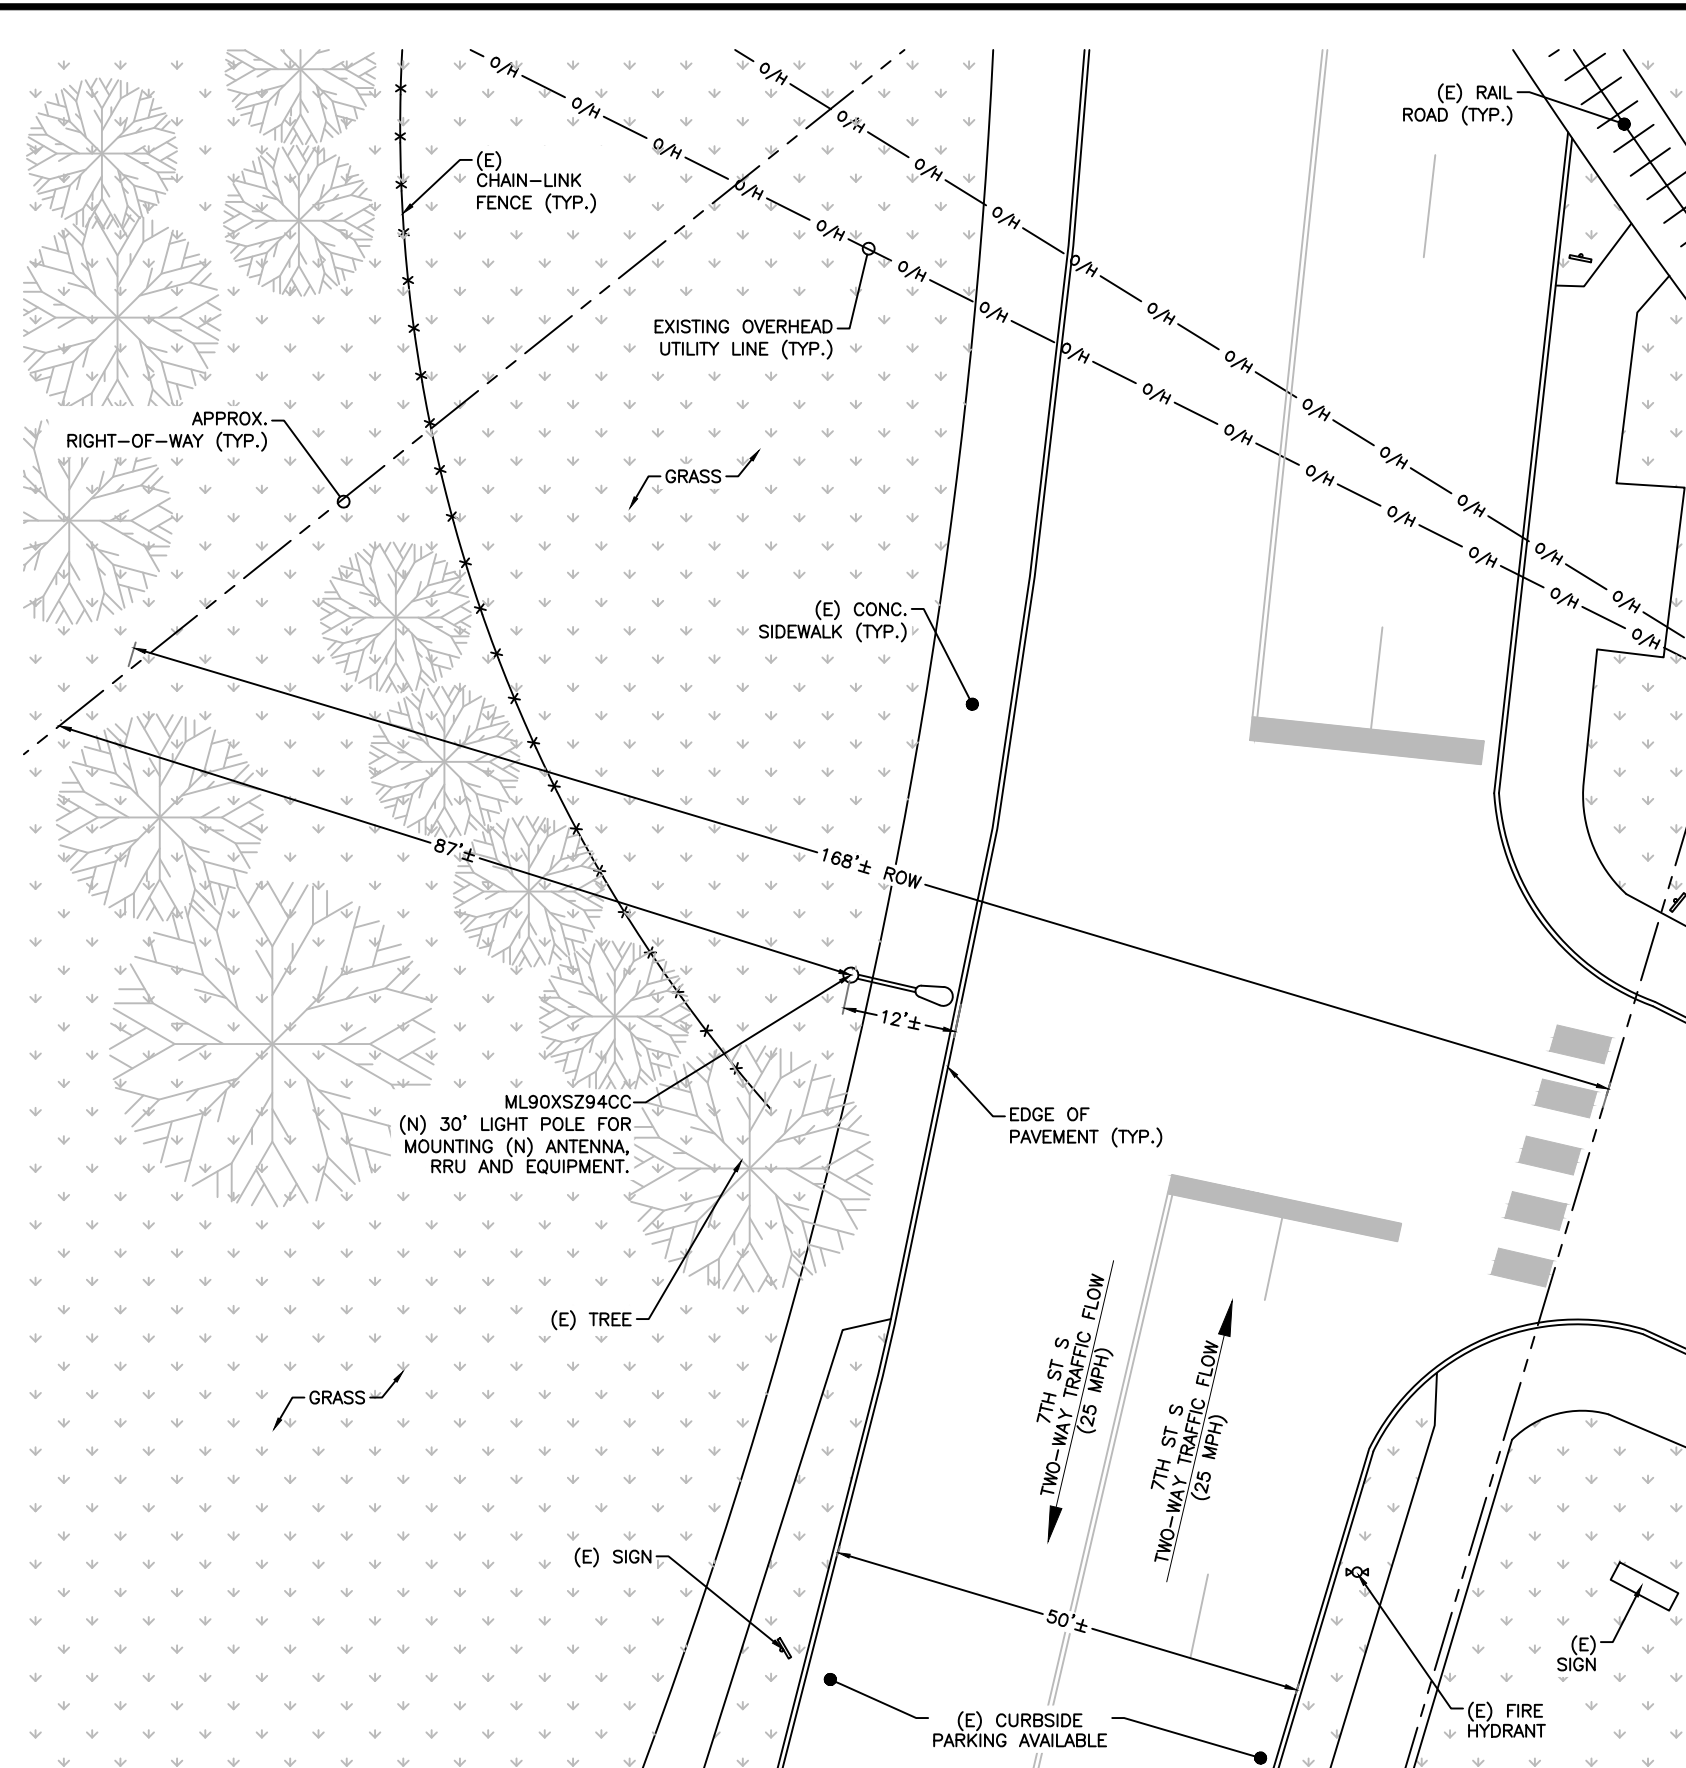 (E) RAIL
ROAD (TYP.)
(E)
CHAIN-LINK
FENCE (TYP.)
O/H O/H O/H O/H O/H O/H O/H O/H O/H O/H O/H O/H O/H O/H O/H
O/H O/H O/H O/H O/H O/H O/H O/H O/H O/H O/H O/H
EXISTING OVERHEAD
UTILITY LINE (TYP.)
APPROX.
RIGHT-OF-WAY (TYP.)
GRASS
(E) CONC.
SIDEWALK (TYP.)
87'±
168'± ROW
12'±
ML90XSZ94CC
(N) 30' LIGHT POLE FOR
MOUNTING (N) ANTENNA,
RRU AND EQUIPMENT.
EDGE OF
PAVEMENT (TYP.)
(E) TREE
7TH ST S
TWO-WAY TRAFFIC FLOW
(25 MPH)
7TH ST S
TWO-WAY TRAFFIC FLOW
(25 MPH)
GRASS
(E) SIGN
50'±
(E)
SIGN
(E) FIRE
HYDRANT
(E) CURBSIDE
PARKING AVAILABLE